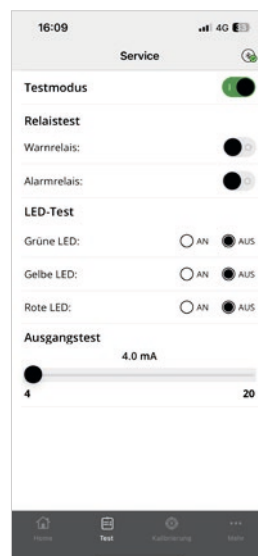 16:09 4G
Service
Testmodus
Relaistest
Warnrelais:
Alarmrelais:
LED-Test
Grüne LED: AN AUS
Gelbe LED: AN AUS
Rote LED: AN AUS
Ausgangstest
4.0 mA
4 20
Home Test Kalibrierung Mehr